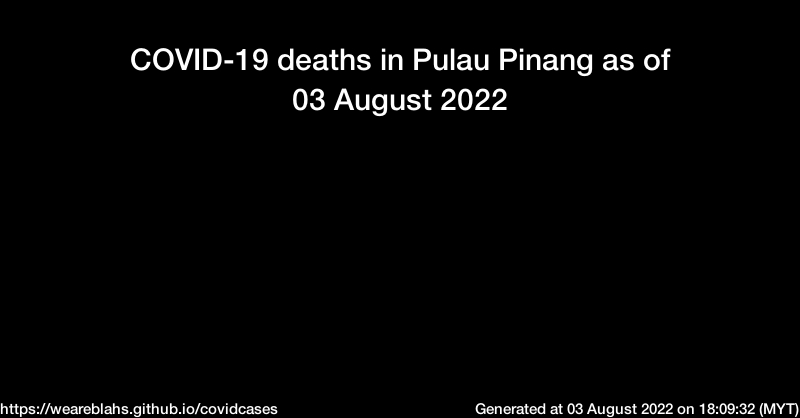 COVID-19 deaths in Pulau Pinang as of
03 August 2022
https://weareblahs.github.io/covidcases
Generated at 03 August 2022 on 18:09:32 (MYT)